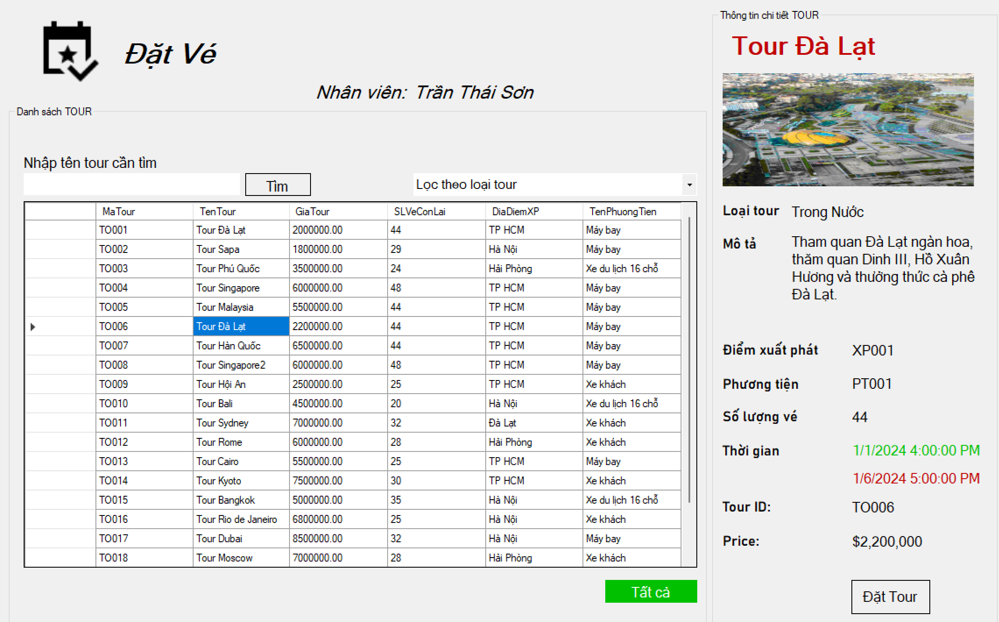 Đặt Vé
Nhân viên: Trần Thái Sơn
Danh sách TOUR
Nhập tên tour cần tìm
Tìm
Lọc theo loại tour
MaTour TenTour GiaTour SLVeConLai DiaDiemXP TenPhuongTien
TO001 Tour Đà Lạt 2000000.00 44 TP HCM Máy bay
TO002 Tour Sapa 1800000.00 29 Hà Nội Máy bay
TO003 Tour Phú Quốc 3500000.00 24 Hải Phòng Xe du lịch 16 chỗ
TO004 Tour Singapore 6000000.00 48 TP HCM Máy bay
TO005 Tour Malaysia 5500000.00 44 TP HCM Máy bay
TO006 Tour Đà Lạt 2200000.00 44 TP HCM Máy bay
TO007 Tour Hàn Quốc 6500000.00 44 TP HCM Máy bay
TO008 Tour Singapore2 6000000.00 48 TP HCM Máy bay
TO009 Tour Hội An 2500000.00 25 TP HCM Xe khách
TO010 Tour Bali 4500000.00 20 Hà Nội Xe du lịch 16 chỗ
TO011 Tour Sydney 7000000.00 32 Đà Lạt Xe khách
TO012 Tour Rome 6000000.00 28 Hải Phòng Xe khách
TO013 Tour Cairo 5500000.00 25 TP HCM Máy bay
TO014 Tour Kyoto 7500000.00 30 TP HCM Xe khách
TO015 Tour Bangkok 5000000.00 35 Hà Nội Xe du lịch 16 chỗ
TO016 Tour Rio de Janeiro 6800000.00 25 Hà Nội Xe khách
TO017 Tour Dubai 8500000.00 32 Hà Nội Máy bay
TO018 Tour Moscow 7000000.00 28 Hải Phòng Xe khách
Tất cả
Thông tin chi tiết TOUR
Tour Đà Lạt
Loại tour Trong Nước
Mô tả Tham quan Đà Lạt ngàn hoa,
thăm quan Dinh III, Hồ Xuân
Hương và thưởng thức cà phê
Đà Lạt.
Điểm xuất phát XP001
Phương tiện PT001
Số lượng vé 44
Thời gian 1/1/2024 4:00:00 PM
1/6/2024 5:00:00 PM
Tour ID: TO006
Price: $2,200,000
Đặt Tour